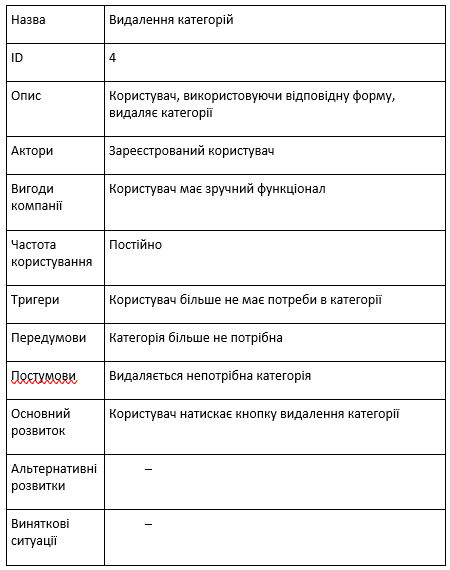 Назва Видалення категорій
ID 4
Опис Користувач, використовуючи відповідну форму,
видаляє категорії
Актори Зареєстрований користувач
Вигоди Користувач має зручний функціонал
компанії
Частота Постійно
користування
Тригери Користувач більше не має потреби в категорії
Передумови Категорія більше не потрібна
Постумови Видаляється непотрібна категорія
Основний Користувач натискає кнопку видалення категорії
розвиток
Альтернативні –
розвитки
Виняткові –
ситуації